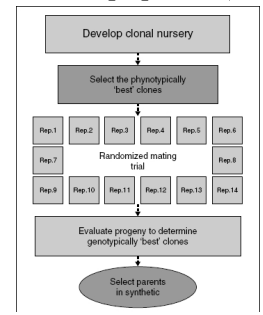 Develop clonal nursery
Select the phynotypically
'best' clones
Rep.1 Rep.2 Rep.3 Rep.4 Rep.5 Rep.6
Rep.7 Randomized mating Rep.8
trial
Rep.9 Rep.10 Rep.11 Rep.12 Rep.13 Rep.14
Evaluate progeny to determine
genotypically 'best' clones
Select parents
in synthetic